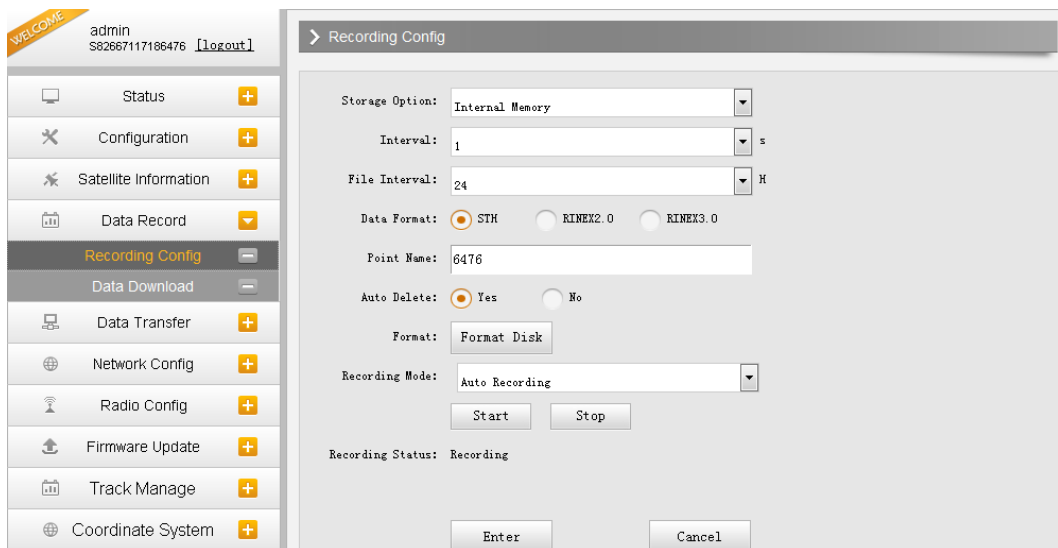 WELCOME
admin
S82667117186476 [logout]
Status
Configuration
Satellite Information
Data Record
Recording Config
Data Download
Data Transfer
Network Config
Radio Config
Firmware Update
Track Manage
Coordinate System
Recording Config
Storage Option: Internal Memory
Interval: 1 s
File Interval: 24 H
Data Format: STH RINEX2.0 RINEX3.0
Point Name: 6476
Auto Delete: Yes No
Format: Format Disk
Recording Mode: Auto Recording
Start Stop
Recording Status: Recording
Enter Cancel